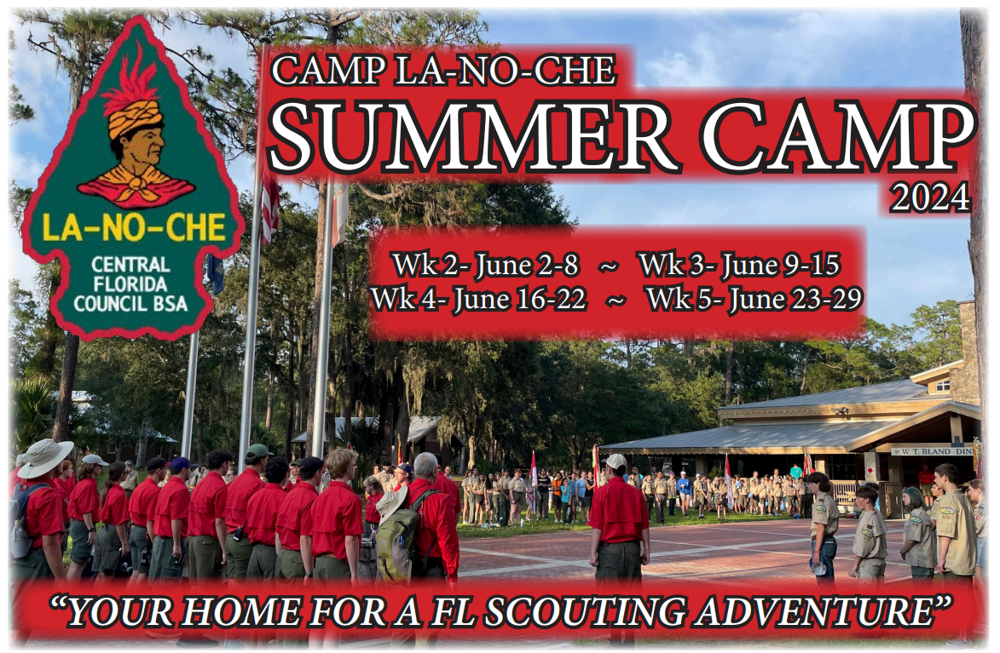 CAMP LA-NO-CHE
SUMMER CAMP
2024
LA-NO-CHE
CENTRAL
FLORIDA
COUNCIL BSA
Wk 2- June 2-8 ~ Wk 3- June 9-15
Wk 4- June 16-22 ~ Wk 5- June 23-29
W. T. BLAND DIN
“YOUR HOME FOR A FL SCOUTING ADVENTURE”